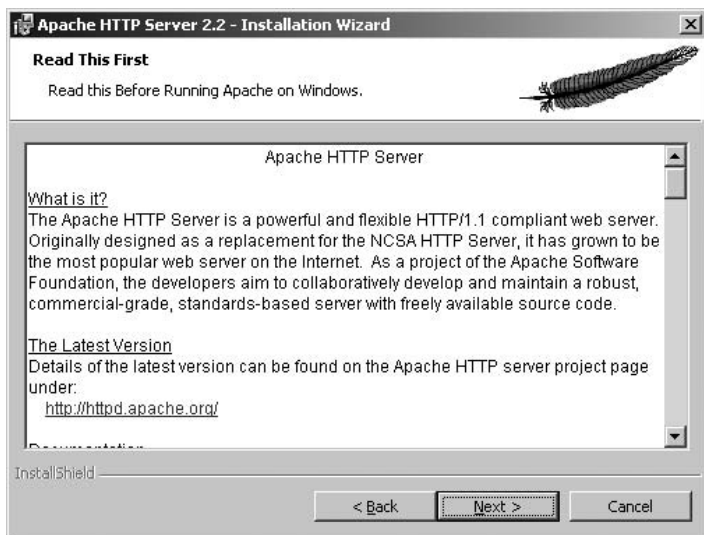 Apache HTTP Server 2.2 - Installation Wizard
Read This First
Read this Before Running Apache on Windows.
Apache HTTP Server
What is it?
The Apache HTTP Server is a powerful and flexible HTTP/1.1 compliant web server.
Originally designed as a replacement for the NCSA HTTP Server, it has grown to be
the most popular web server on the Internet. As a project of the Apache Software
Foundation, the developers aim to collaboratively develop and maintain a robust,
commercial-grade, standards-based server with freely available source code.
The Latest Version
Details of the latest version can be found on the Apache HTTP server project page
under:
http://httpd.apache.org/
InstallShield
< Back
Next >
Cancel